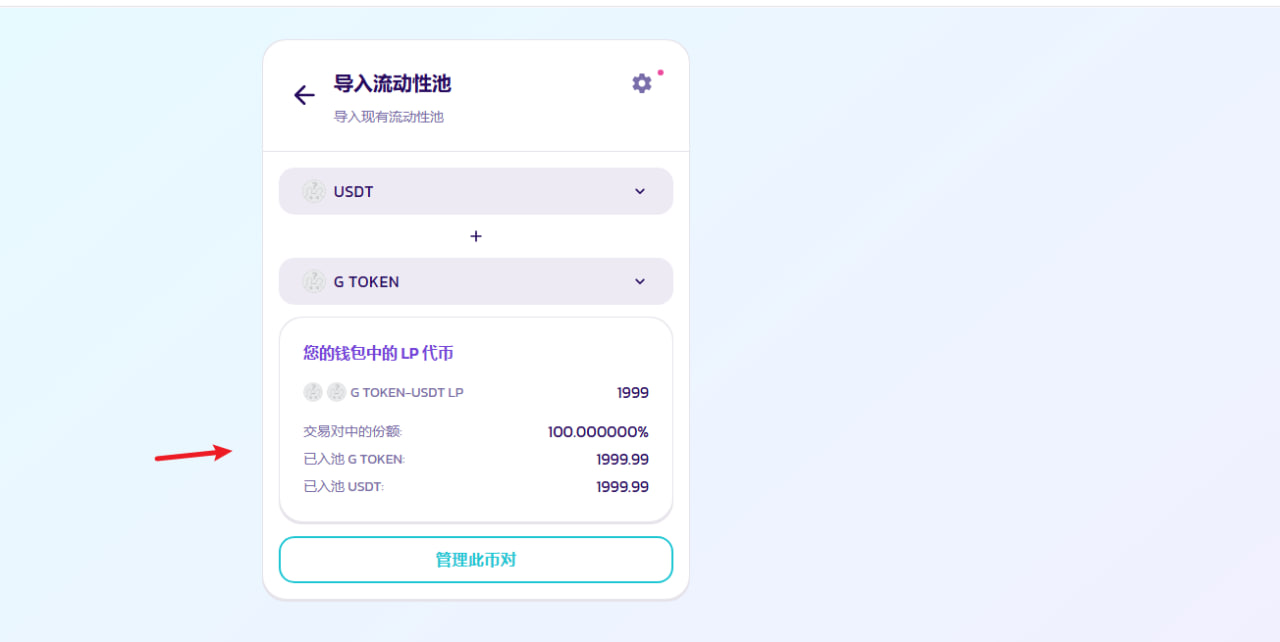 导入流动性池
导入现有流动性池
USDT
+
G TOKEN
您的钱包中的 LP 代币
G TOKEN-USDT LP 1999
交易对中的份额: 100.000000%
已入池 G TOKEN: 1999.99
已入池 USDT: 1999.99
管理此币对